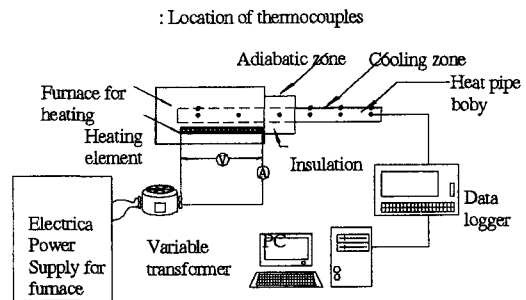 : Location of thermocouples
Adiabatic zone
Cooling zone
Heat pipe
boby
Furnace for
heating
Heating
element
Insulation
V
A
Data
logger
Electrica
Power
Supply for
furnace
Variable
transformer
PC